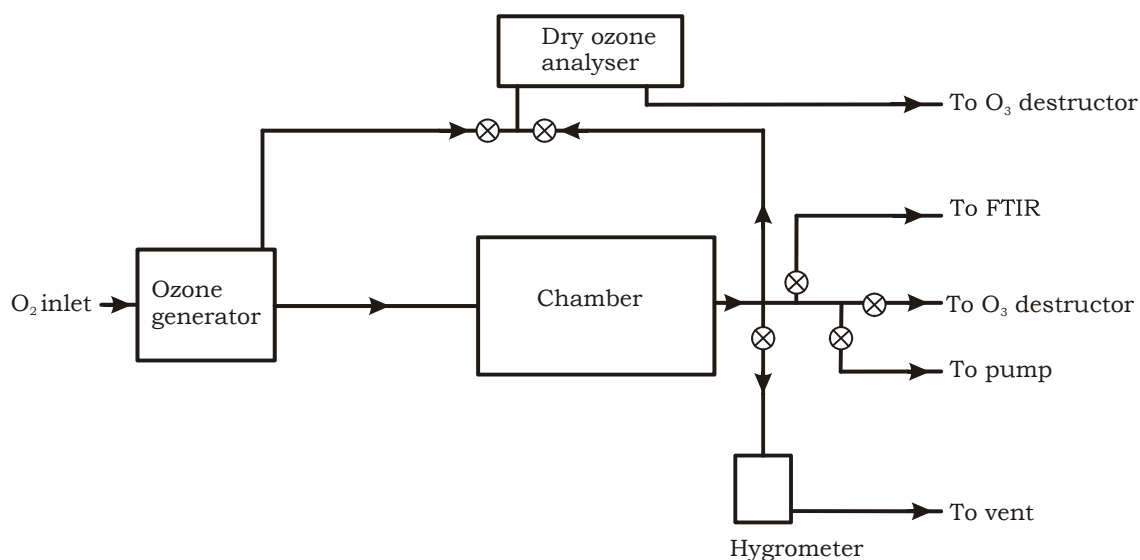 Dry ozone
analyser
To O₃ destructor
To FTIR
O₂ inlet
Ozone
generator
Chamber
To O₃ destructor
To pump
To vent
Hygrometer